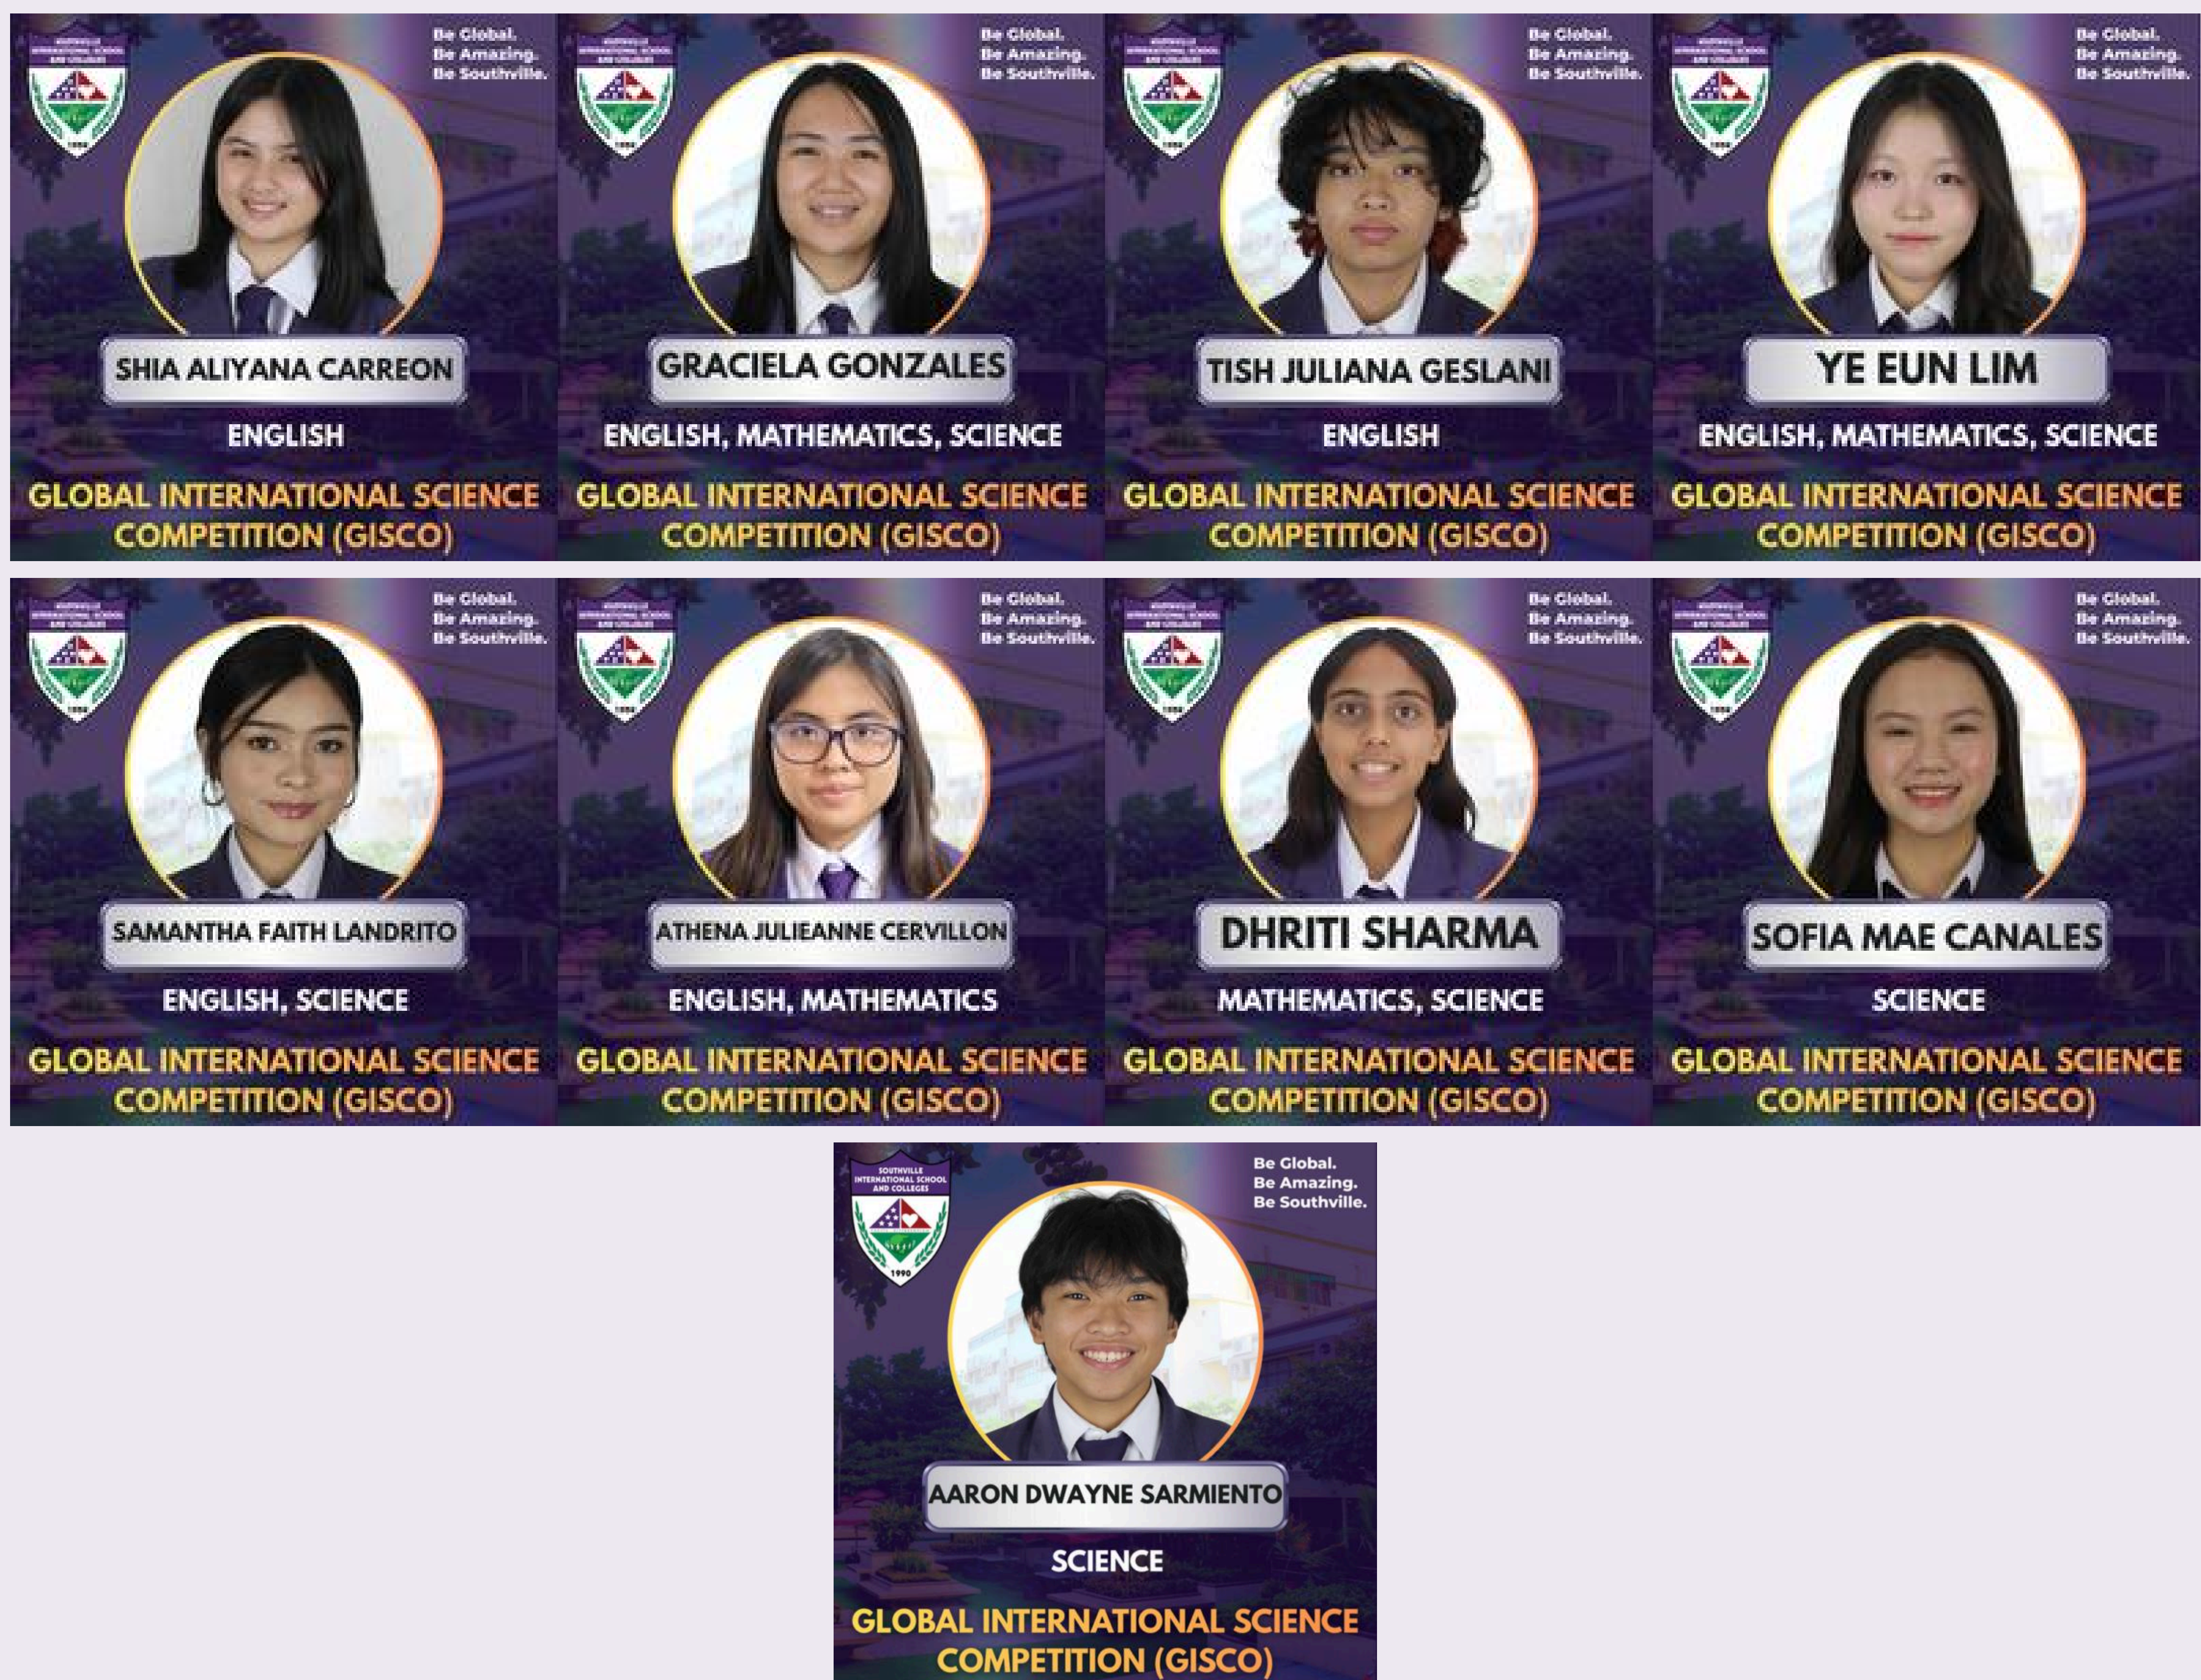 Be Global.
Be Amazing.
Be Southville.
SHIA ALIYANA CARREON
ENGLISH
GLOBAL INTERNATIONAL SCIENCE
COMPETITION (GISCO)
Be Global.
Be Amazing.
Be Southville.
GRACIELA GONZALES
ENGLISH, MATHEMATICS, SCIENCE
GLOBAL INTERNATIONAL SCIENCE
COMPETITION (GISCO)
Be Global.
Be Amazing.
Be Southville.
TISH JULIANA GESLANI
ENGLISH
GLOBAL INTERNATIONAL SCIENCE
COMPETITION (GISCO)
Be Global.
Be Amazing.
Be Southville.
YE EUN LIM
ENGLISH, MATHEMATICS, SCIENCE
GLOBAL INTERNATIONAL SCIENCE
COMPETITION (GISCO)
Be Global.
Be Amazing.
Be Southville.
SAMANTHA FAITH LANDRITO
ENGLISH, SCIENCE
GLOBAL INTERNATIONAL SCIENCE
COMPETITION (GISCO)
Be Global.
Be Amazing.
Be Southville.
ATHENA JULIEANNE CERVILLON
ENGLISH, MATHEMATICS
GLOBAL INTERNATIONAL SCIENCE
COMPETITION (GISCO)
Be Global.
Be Amazing.
Be Southville.
DHRITI SHARMA
MATHEMATICS, SCIENCE
GLOBAL INTERNATIONAL SCIENCE
COMPETITION (GISCO)
Be Global.
Be Amazing.
Be Southville.
SOFIA MAE CANALES
SCIENCE
GLOBAL INTERNATIONAL SCIENCE
COMPETITION (GISCO)
SOUTHVILLE
INTERNATIONAL SCHOOL
AND COLLEGES
1990
Be Global.
Be Amazing.
Be Southville.
AARON DWAYNE SARMIENTO
SCIENCE
GLOBAL INTERNATIONAL SCIENCE
COMPETITION (GISCO)